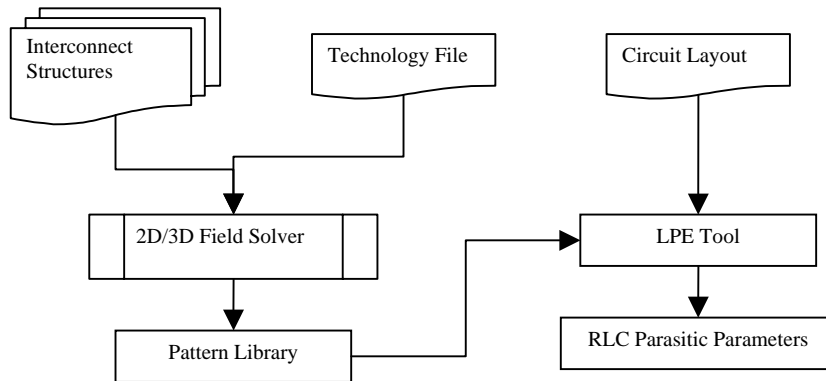 Interconnect
Structures
Technology File
Circuit Layout
2D/3D Field Solver
LPE Tool
Pattern Library
RLC Parasitic Parameters